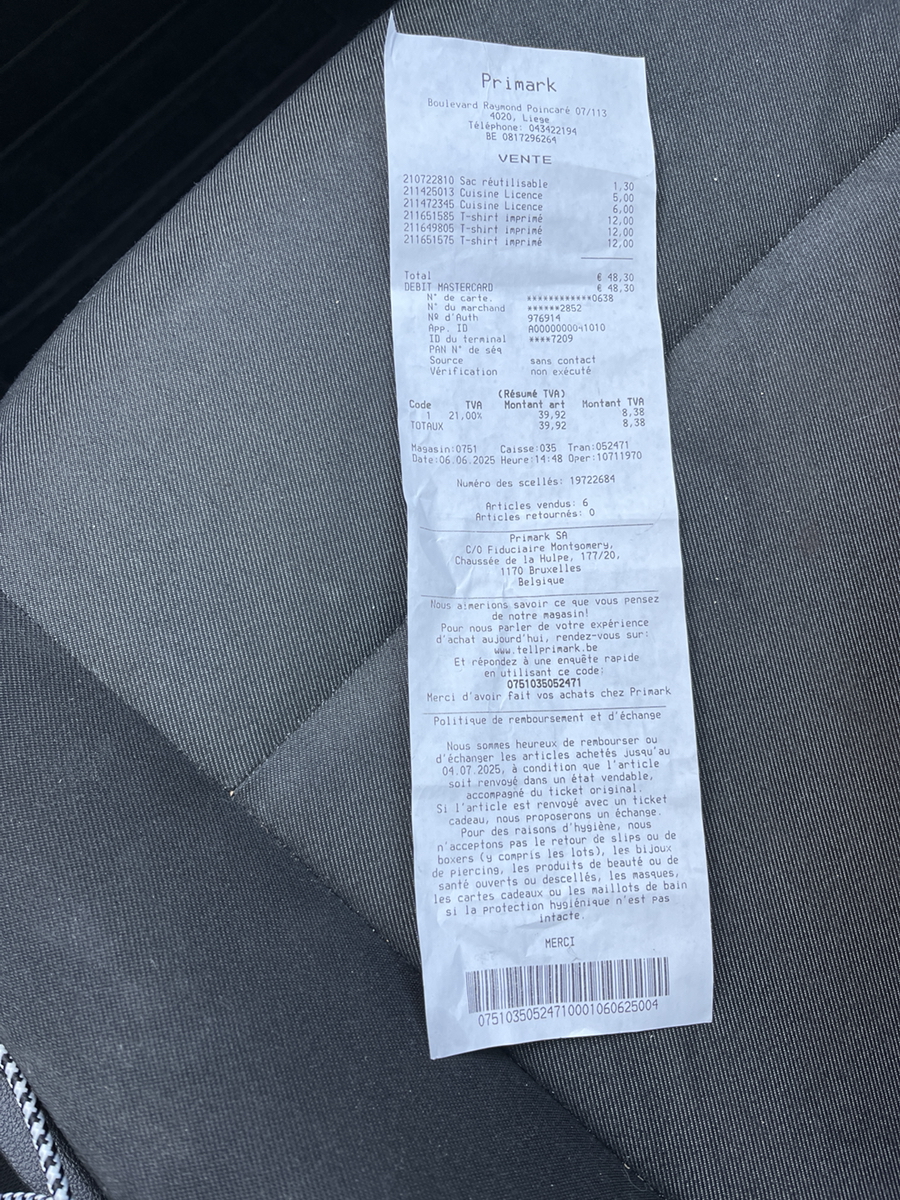 Primark
Boulevard Raymond Poincaré 07/113
4020, Liege
Téléphone: 043422194
BE 0817296264
VENTE
210722810 Sac réutilisable 1,30
211425013 Cuisine Licence 5,00
211472345 Cuisine Licence 6,00
211651585 T-shirt imprimé 12,00
211649805 T-shirt imprimé 12,00
211651575 T-shirt imprimé 12,00
Total € 48,30
DEBIT MASTERCARD € 48,30
N° de carte. ************0638
N° du marchand ******2852
Nº d'Auth 976914
App. ID A0000000041010
ID du terminal ****7209
PAN N° de séq
Source sans contact
Vérification non exécuté
(Résumé TVA)
Code TVA Montant art Montant TVA
1 21,00% 39,92 8,38
TOTAUX 39,92 8,38
Magasin:0751 Caisse:035 Tran:052471
Date:06.06.2025 Heure:14:48 Oper:10711970
Numéro des scellés: 19722684
Articles vendus: 6
Articles retournés: 0
Primark SA
C/O Fiduciaire Montgomery,
Chaussée de la Hulpe, 177/20,
1170 Bruxelles
Belgique
Nous aimerions savoir ce que vous pensez
de notre magasin!
Pour nous parler de votre expérience
d'achat aujourd'hui, rendez-vous sur:
www.tellprimark.be
Et répondez à une enquête rapide
en utilisant ce code:
0751035052471
Merci d'avoir fait vos achats chez Primark
Politique de remboursement et d'échange
Nous sommes heureux de rembourser ou
d'échanger les articles achetés jusqu'au
04.07.2025, à condition que l'article
soit renvoyé dans un état vendable,
accompagné du ticket original.
Si l'article est renvoyé avec un ticket
cadeau, nous proposerons un échange.
Pour des raisons d'hygiène, nous
n'acceptons pas le retour de slips ou de
boxers (y compris les lots), les bijoux
de piercing, les produits de beauté ou de
santé ouverts ou descellés, les masques,
les cartes cadeaux ou les maillots de bain
si la protection hygiénique n'est pas
intacte.
MERCI
07510350524710001060625004